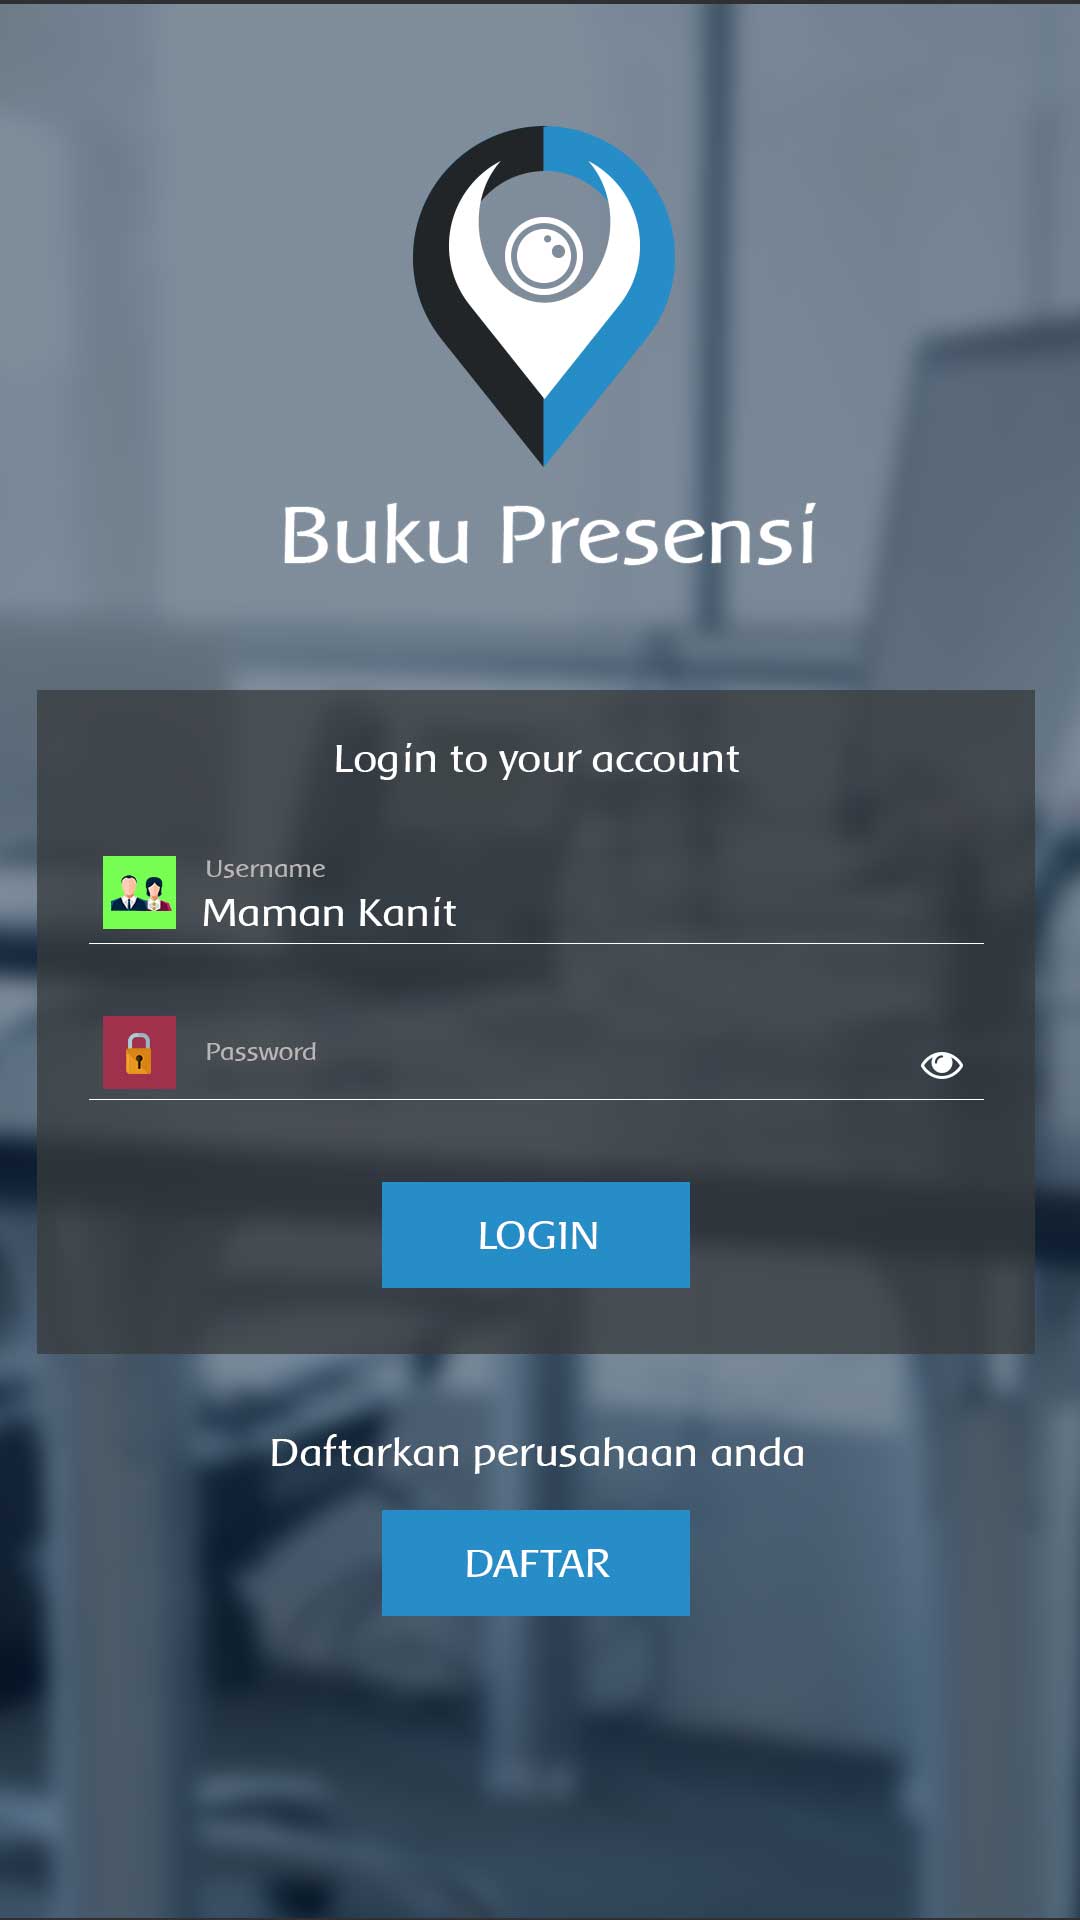 Buku Presensi
Login to your account
Username
Maman Kanit
Password
LOGIN
Daftarkan perusahaan anda
DAFTAR